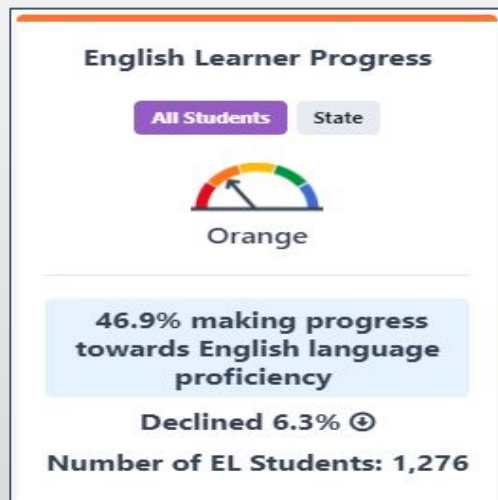 English Learner Progress
All Students State
Orange
46.9% making progress
towards English language
proficiency
Declined 6.3%
Number of EL Students: 1,276